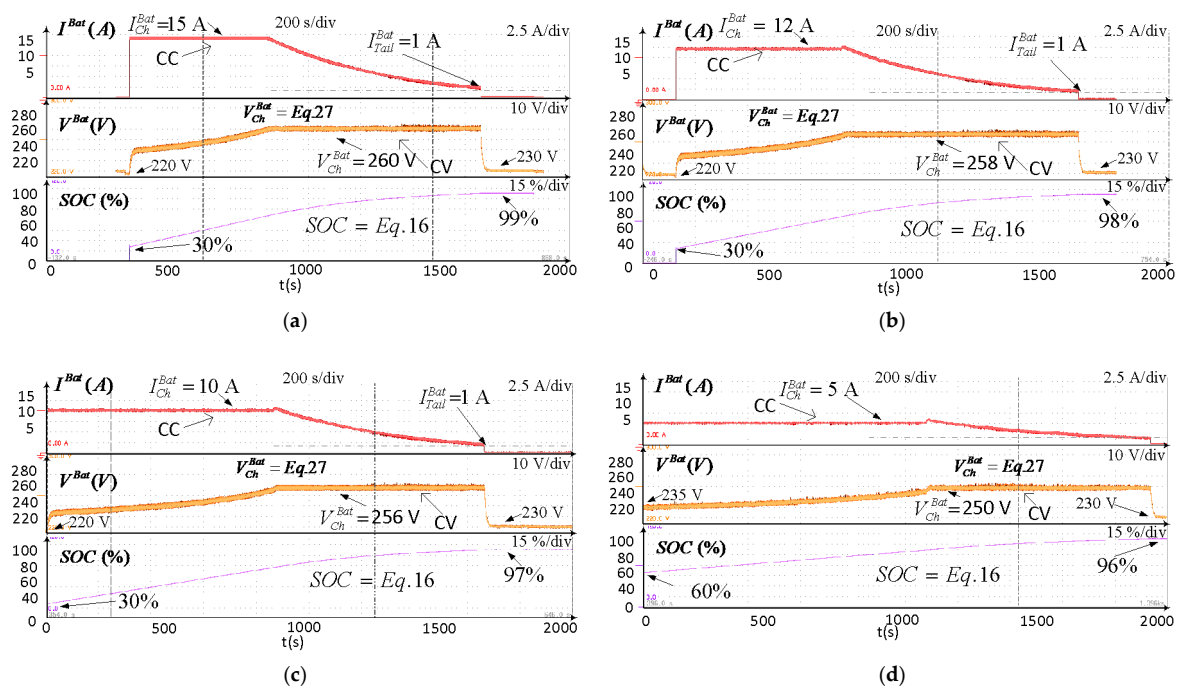 I^Bat (A)
I_Ch^Bat = 15 A
200 s/div
2.5 A/div
15
10
5
CC
I_Tail^Bat = 1 A
10 V/div
280
260
240
220
V^Bat (V)
V_Ch^Bat = Eq.27
220 V
V_Ch^Bat = 260 V
CV
230 V
15 %/div
100
80
60
40
0
SOC (%)
30%
SOC = Eq.16
99%
0
500
1000
1500
2000
t(s)
(a)
I^Bat (A)
I_Ch^Bat = 12 A
200 s/div
2.5 A/div
15
10
5
CC
I_Tail^Bat = 1 A
10 V/div
280
260
240
220
V^Bat (V)
V_Ch^Bat = Eq.27
220 V
V_Ch^Bat = 258 V
CV
230 V
15 %/div
100
80
60
40
0
SOC (%)
30%
SOC = Eq.16
98%
0
500
1000
1500
2000
t(s)
(b)
I^Bat (A)
I_Ch^Bat = 10 A
200 s/div
2.5 A/div
15
10
5
CC
I_Tail^Bat = 1 A
10 V/div
280
260
240
220
V^Bat (V)
V_Ch^Bat = Eq.27
220 V
V_Ch^Bat = 256 V
CV
230 V
15 %/div
100
80
60
40
0
SOC (%)
30%
SOC = Eq.16
97%
0
500
1000
1500
2000
t(s)
(c)
I^Bat (A)
200 s/div
2.5 A/div
15
10
5
CC
I_Ch^Bat = 5 A
10 V/div
280
260
240
220
V^Bat (V)
V_Ch^Bat = Eq.27
235 V
V_Ch^Bat = 250 V
CV
230 V
15 %/div
100
80
60
40
0
SOC (%)
60%
SOC = Eq.16
96%
0
500
1000
1500
2000
t(s)
(d)